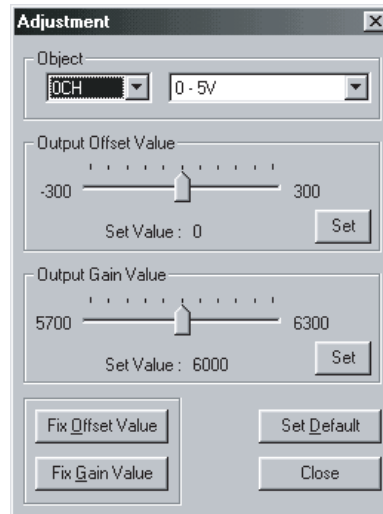 Adjustment
Object
0CH 0 - 5V
Output Offset Value
-300 300
Set Value : 0 Set
Output Gain Value
5700 6300
Set Value : 6000 Set
Fix Offset Value Set Default
Fix Gain Value Close